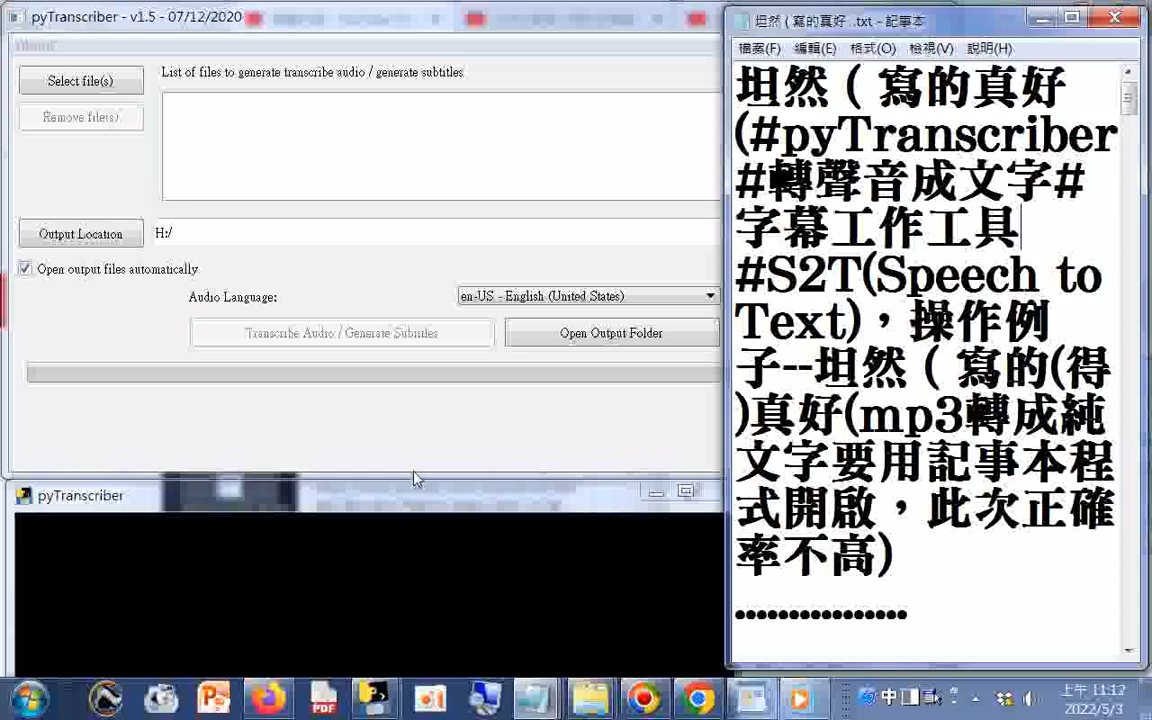 pyTranscriber - v1.5 - 07/12/2020
About
Select file(s)
List of files to generate transcribe audio / generate subtitles
Remove file(s)
Output Location
H:/
Open output files automatically
Audio Language:
en-US - English (United States)
Transcribe Audio / Generate Subtitles
Open Output Folder
pyTranscriber
坦然 ( 寫的真好 ..txt - 記事本
檔案(F) 編輯(E) 格式(O) 檢視(V) 說明(H)
坦然 ( 寫的真好
(#pyTranscriber
#轉聲音成文字#
字幕工作工具
#S2T(Speech to
Text)，操作例
子--坦然 ( 寫的(得
)真好(mp3轉成純
文字要用記事本程
式開啟，此次正確
率不高)
................
PDF
中
上午 11:12
2022/5/3